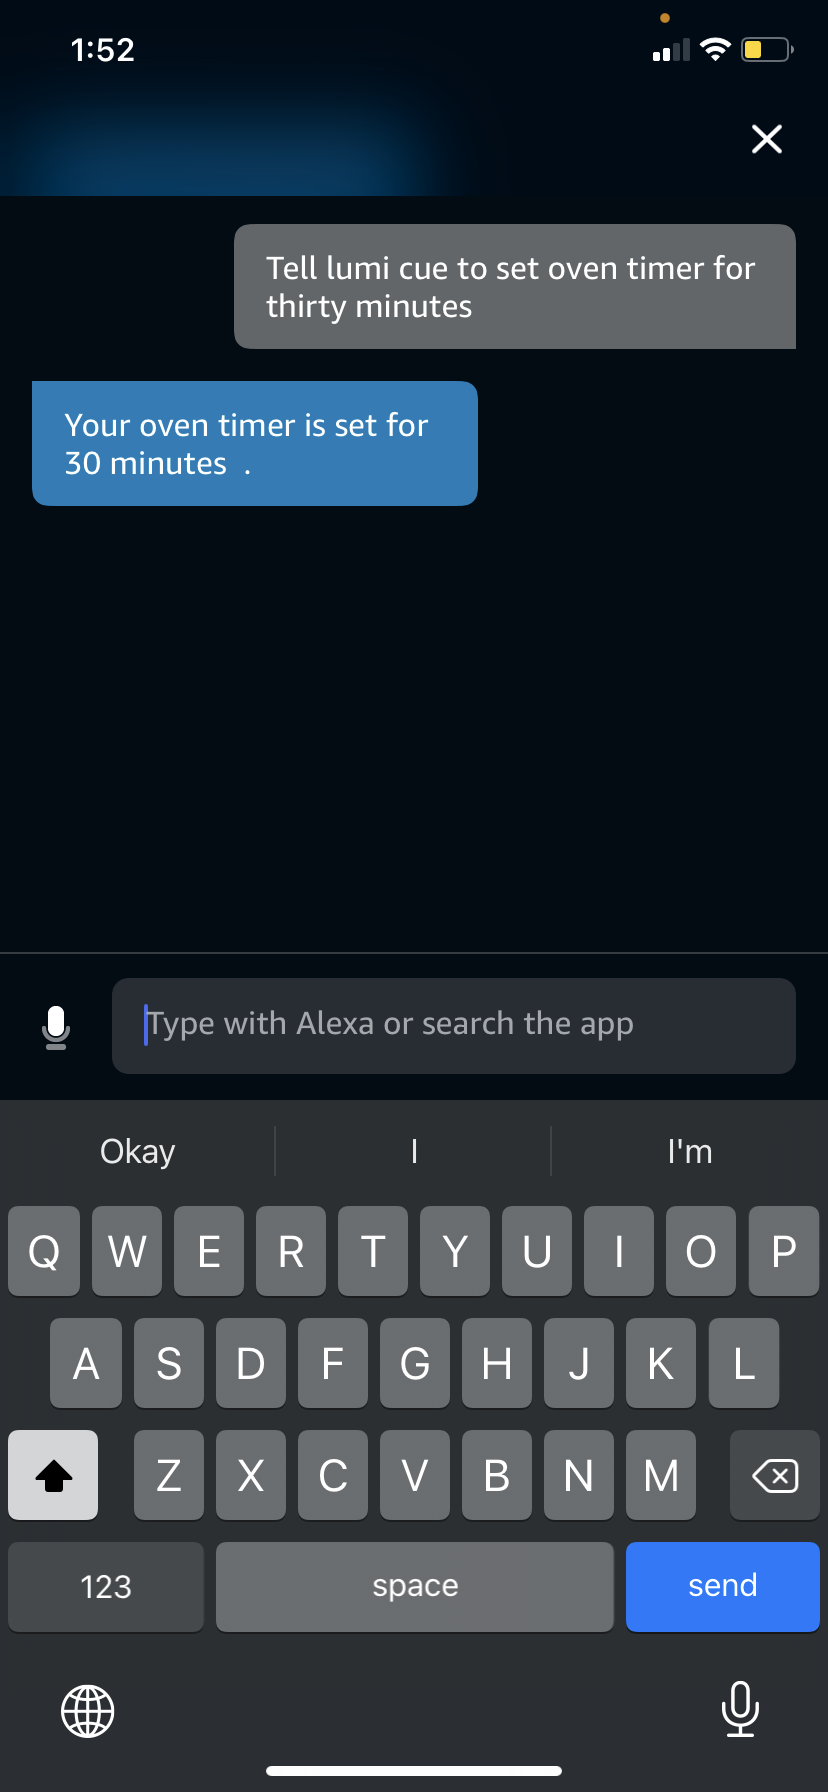 1:52
Tell lumi cue to set oven timer for
thirty minutes
Your oven timer is set for
30 minutes  .
Type with Alexa or search the app
Okay I I'm
Q W E R T Y U I O P
A S D F G H J K L
Z X C V B N M
123 space send